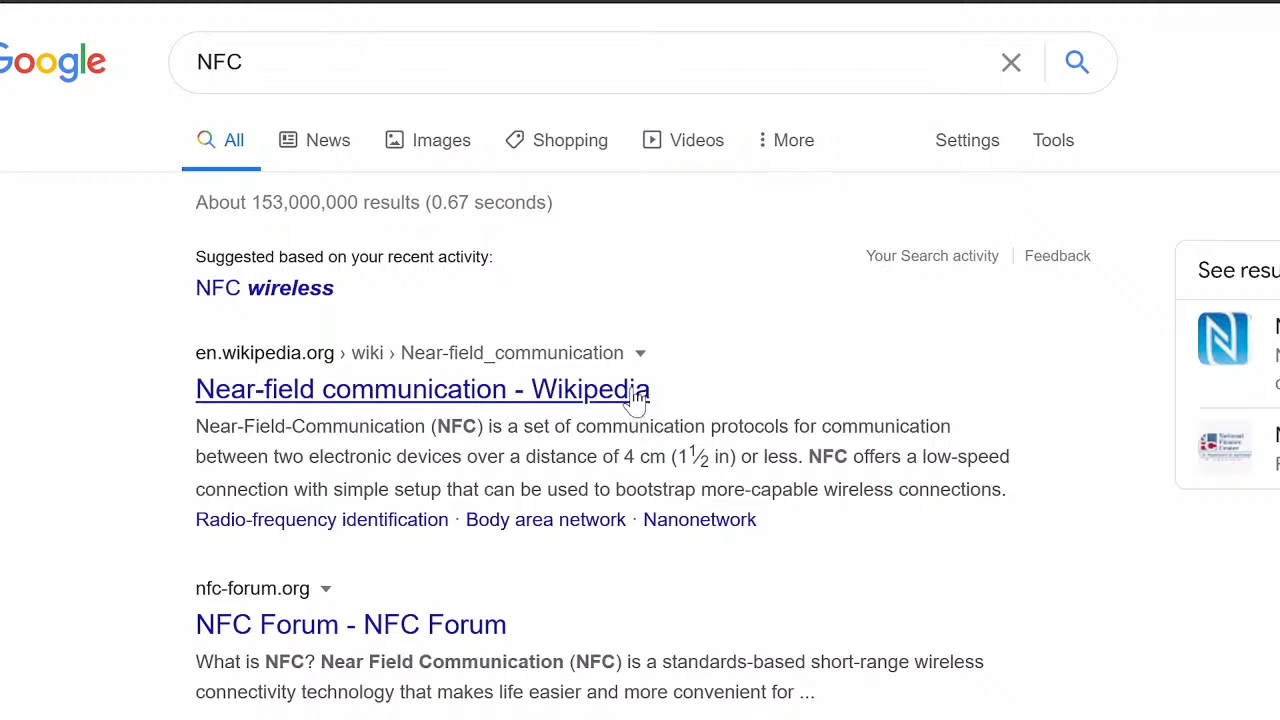 Google
NFC
All News Images Shopping Videos More Settings Tools
About 153,000,000 results (0.67 seconds)
Suggested based on your recent activity: Your Search activity Feedback
NFC wireless
See resu
en.wikipedia.org › wiki › Near-field_communication
Near-field communication - Wikipedia
Near-Field-Communication (NFC) is a set of communication protocols for communication
between two electronic devices over a distance of 4 cm (1 1⁄2 in) or less. NFC offers a low-speed
connection with simple setup that can be used to bootstrap more-capable wireless connections.
Radio-frequency identification · Body area network · Nanonetwork
National
Finance
Center
nfc-forum.org
NFC Forum - NFC Forum
What is NFC? Near Field Communication (NFC) is a standards-based short-range wireless
connectivity technology that makes life easier and more convenient for ...